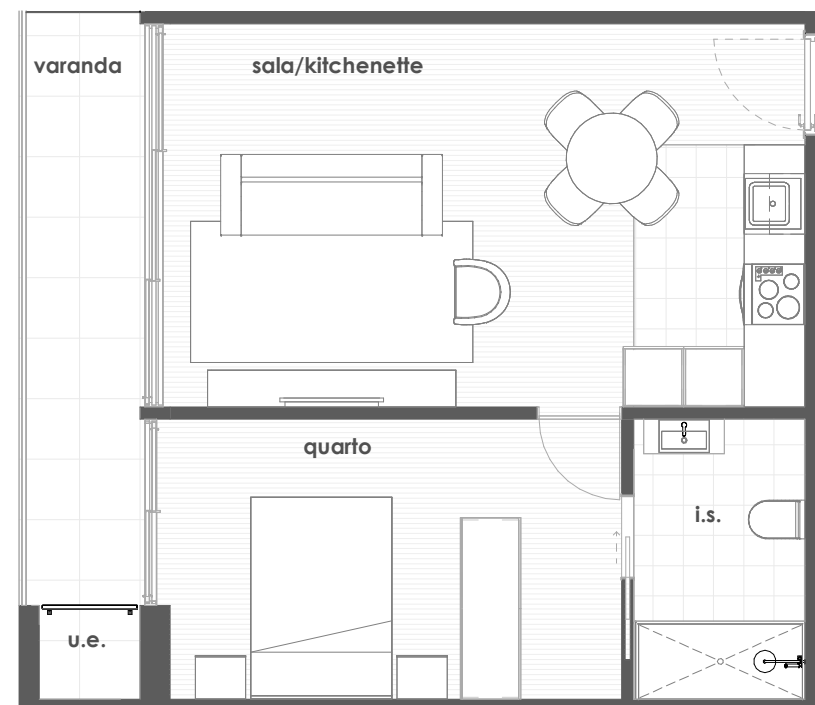 varanda
sala/kitchenette
quarto
i.s.
u.e.